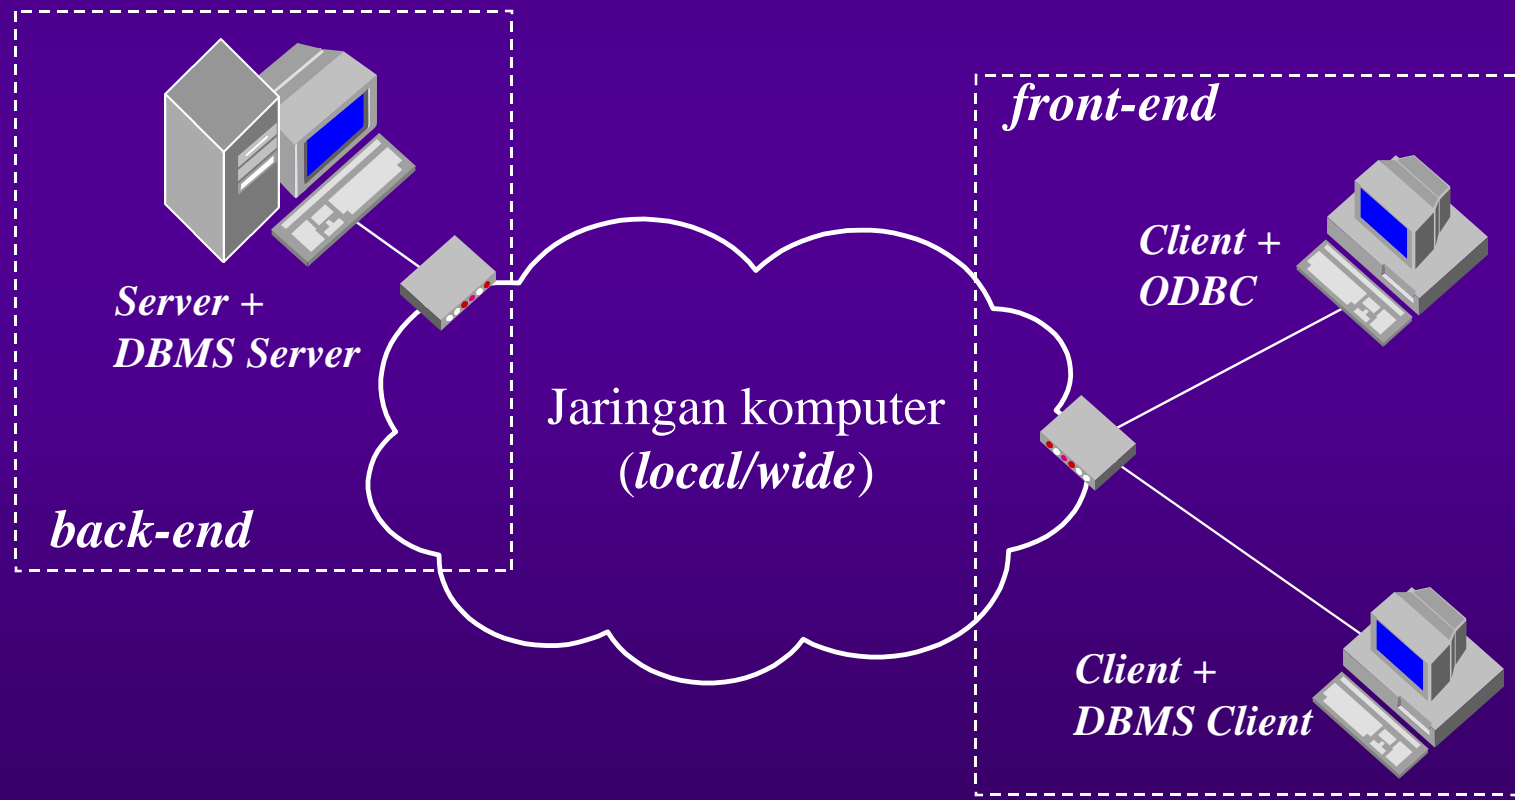 Server +
DBMS Server
back-end
Jaringan komputer
(local/wide)
front-end
Client +
ODBC
Client +
DBMS Client